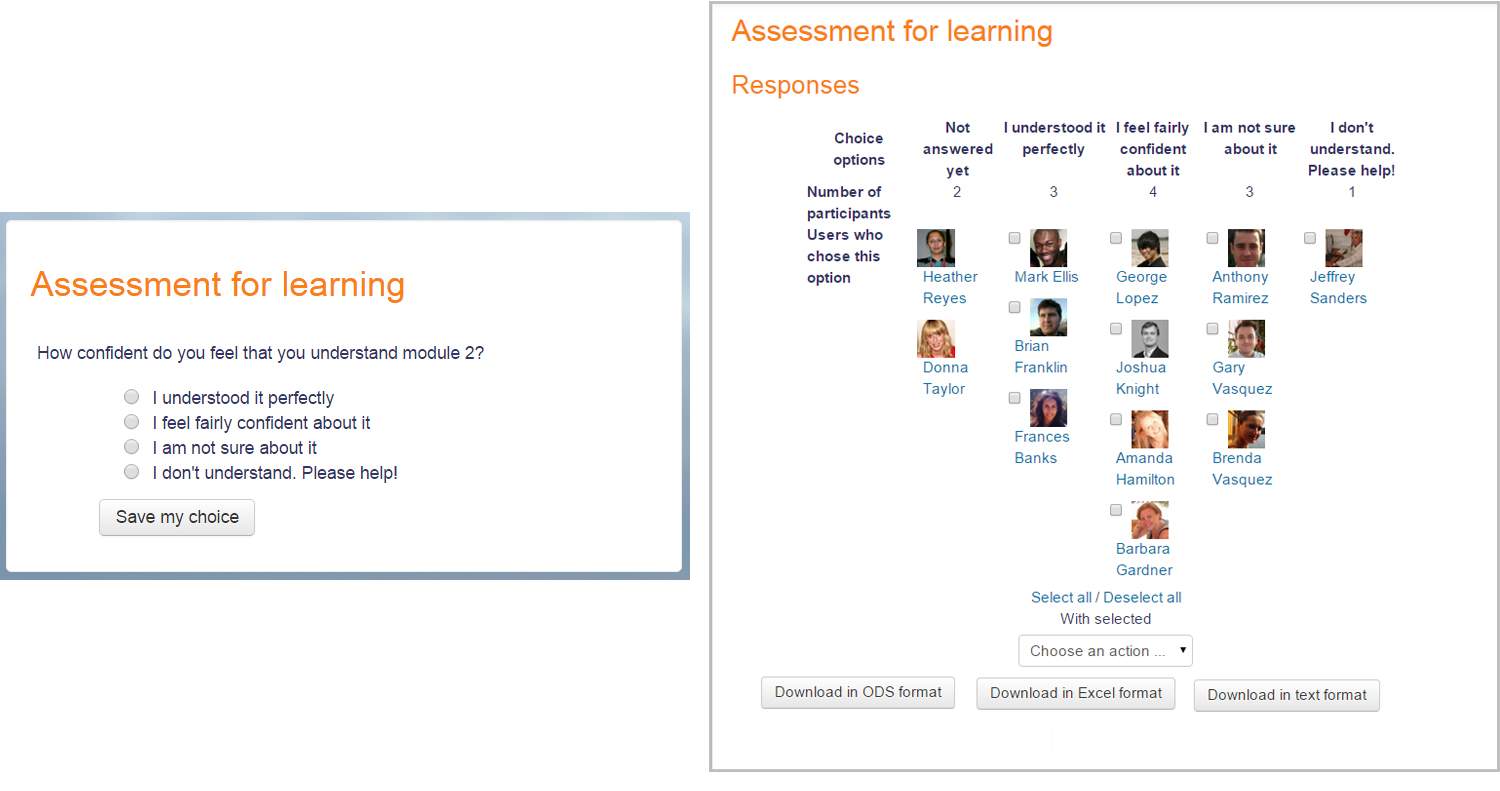 Assessment for learning
How confident do you feel that you understand module 2?
I understood it perfectly
I feel fairly confident about it
I am not sure about it
I don't understand. Please help!
Save my choice
Assessment for learning
Responses
Choice
options
Not
answered
yet
I understood it
perfectly
I feel fairly
confident
about it
I am not sure
about it
I don't
understand.
Please help!
Number of
participants
2
3
4
3
1
Users who
chose this
option
Heather
Reyes
Donna
Taylor
Mark Ellis
Brian
Franklin
Frances
Banks
George
Lopez
Joshua
Knight
Amanda
Hamilton
Barbara
Gardner
Anthony
Ramirez
Gary
Vasquez
Brenda
Vasquez
Jeffrey
Sanders
Select all / Deselect all
With selected
Choose an action ...
Download in ODS format
Download in Excel format
Download in text format